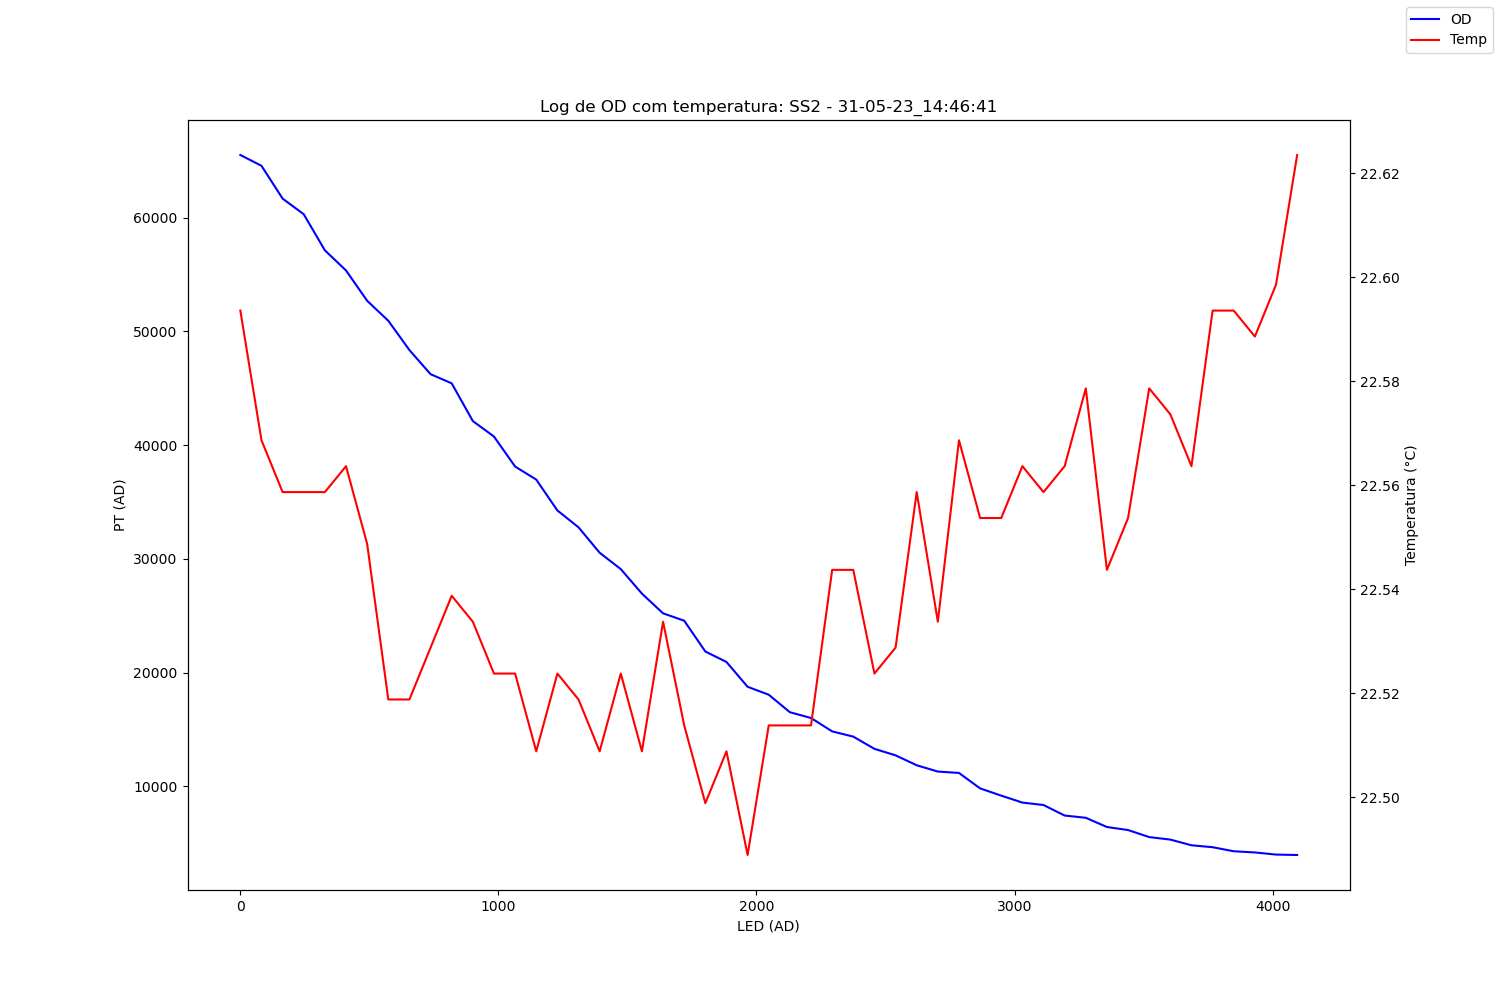 OD
Temp
Log de OD com temperatura: SS2 - 31-05-23_14:46:41
PT (AD)
60000
50000
40000
30000
20000
10000
22.62
22.60
22.58
22.56
22.54
22.52
22.50
Temperatura (°C)
0 1000 2000 3000 4000
LED (AD)